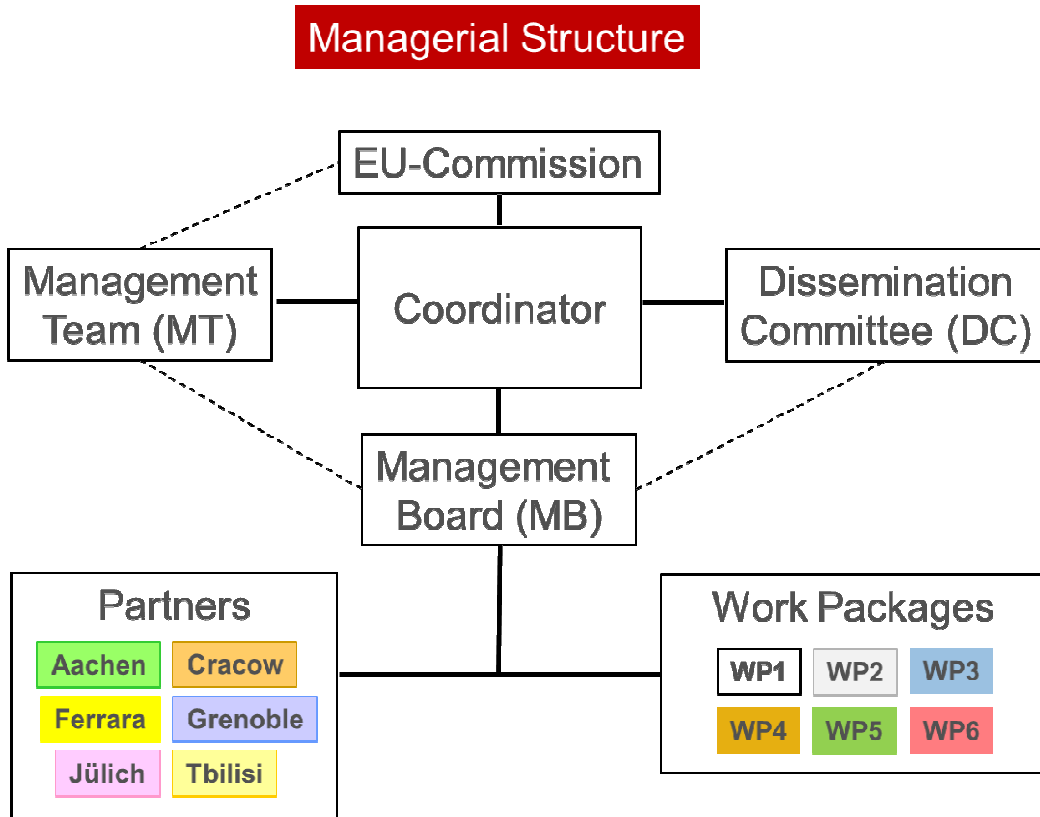 Managerial Structure
EU-Commission
Management
Team (MT)
Coordinator
Dissemination
Committee (DC)
Management
Board (MB)
Partners
Aachen Cracow
Ferrara Grenoble
Jülich Tbilisi
Work Packages
WP1 WP2 WP3
WP4 WP5 WP6